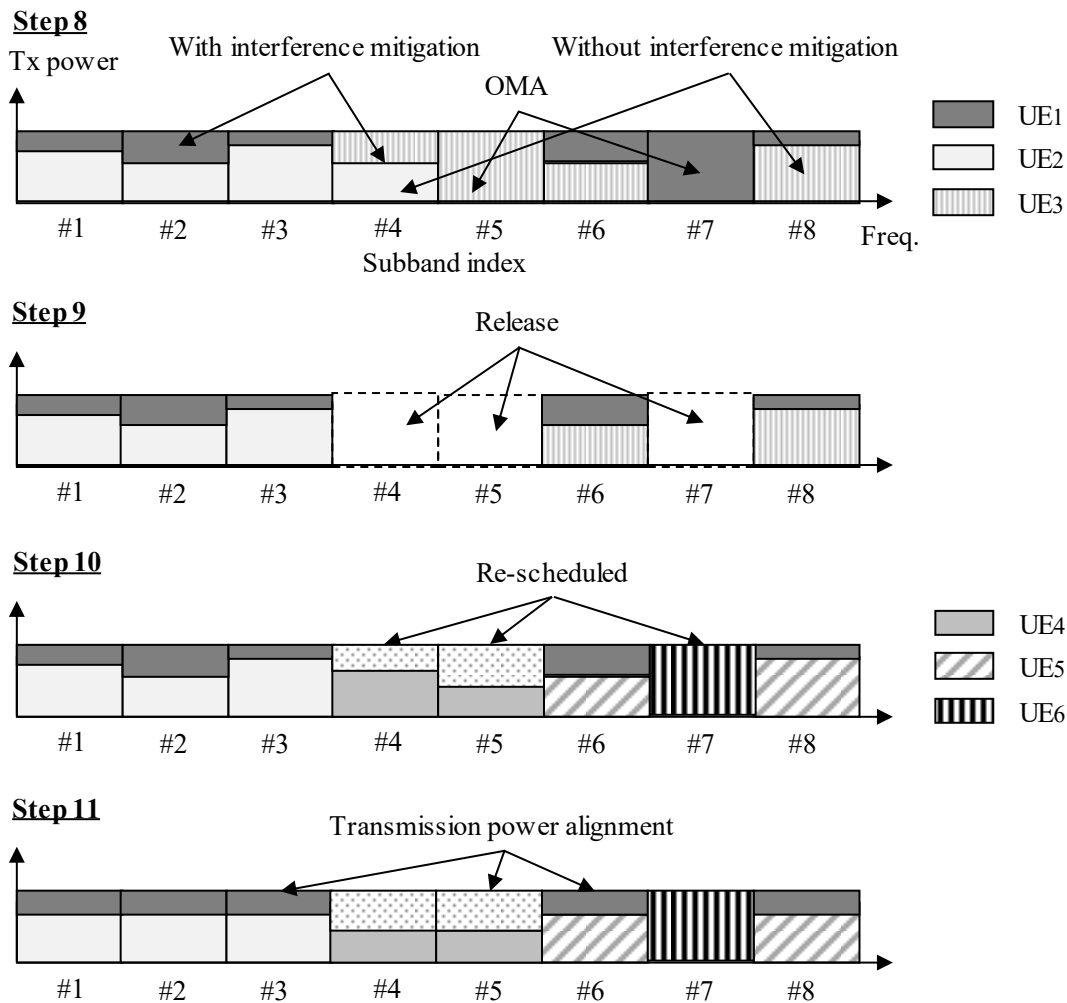 Step 8
Tx power
With interference mitigation
Without interference mitigation
OMA
UE1
UE2
UE3
#1 #2 #3 #4 #5 #6 #7 #8
Freq.
Subband index
Step 9
Release
#1 #2 #3 #4 #5 #6 #7 #8
Step 10
Re-scheduled
UE4
UE5
UE6
#1 #2 #3 #4 #5 #6 #7 #8
Step 11
Transmission power alignment
#1 #2 #3 #4 #5 #6 #7 #8